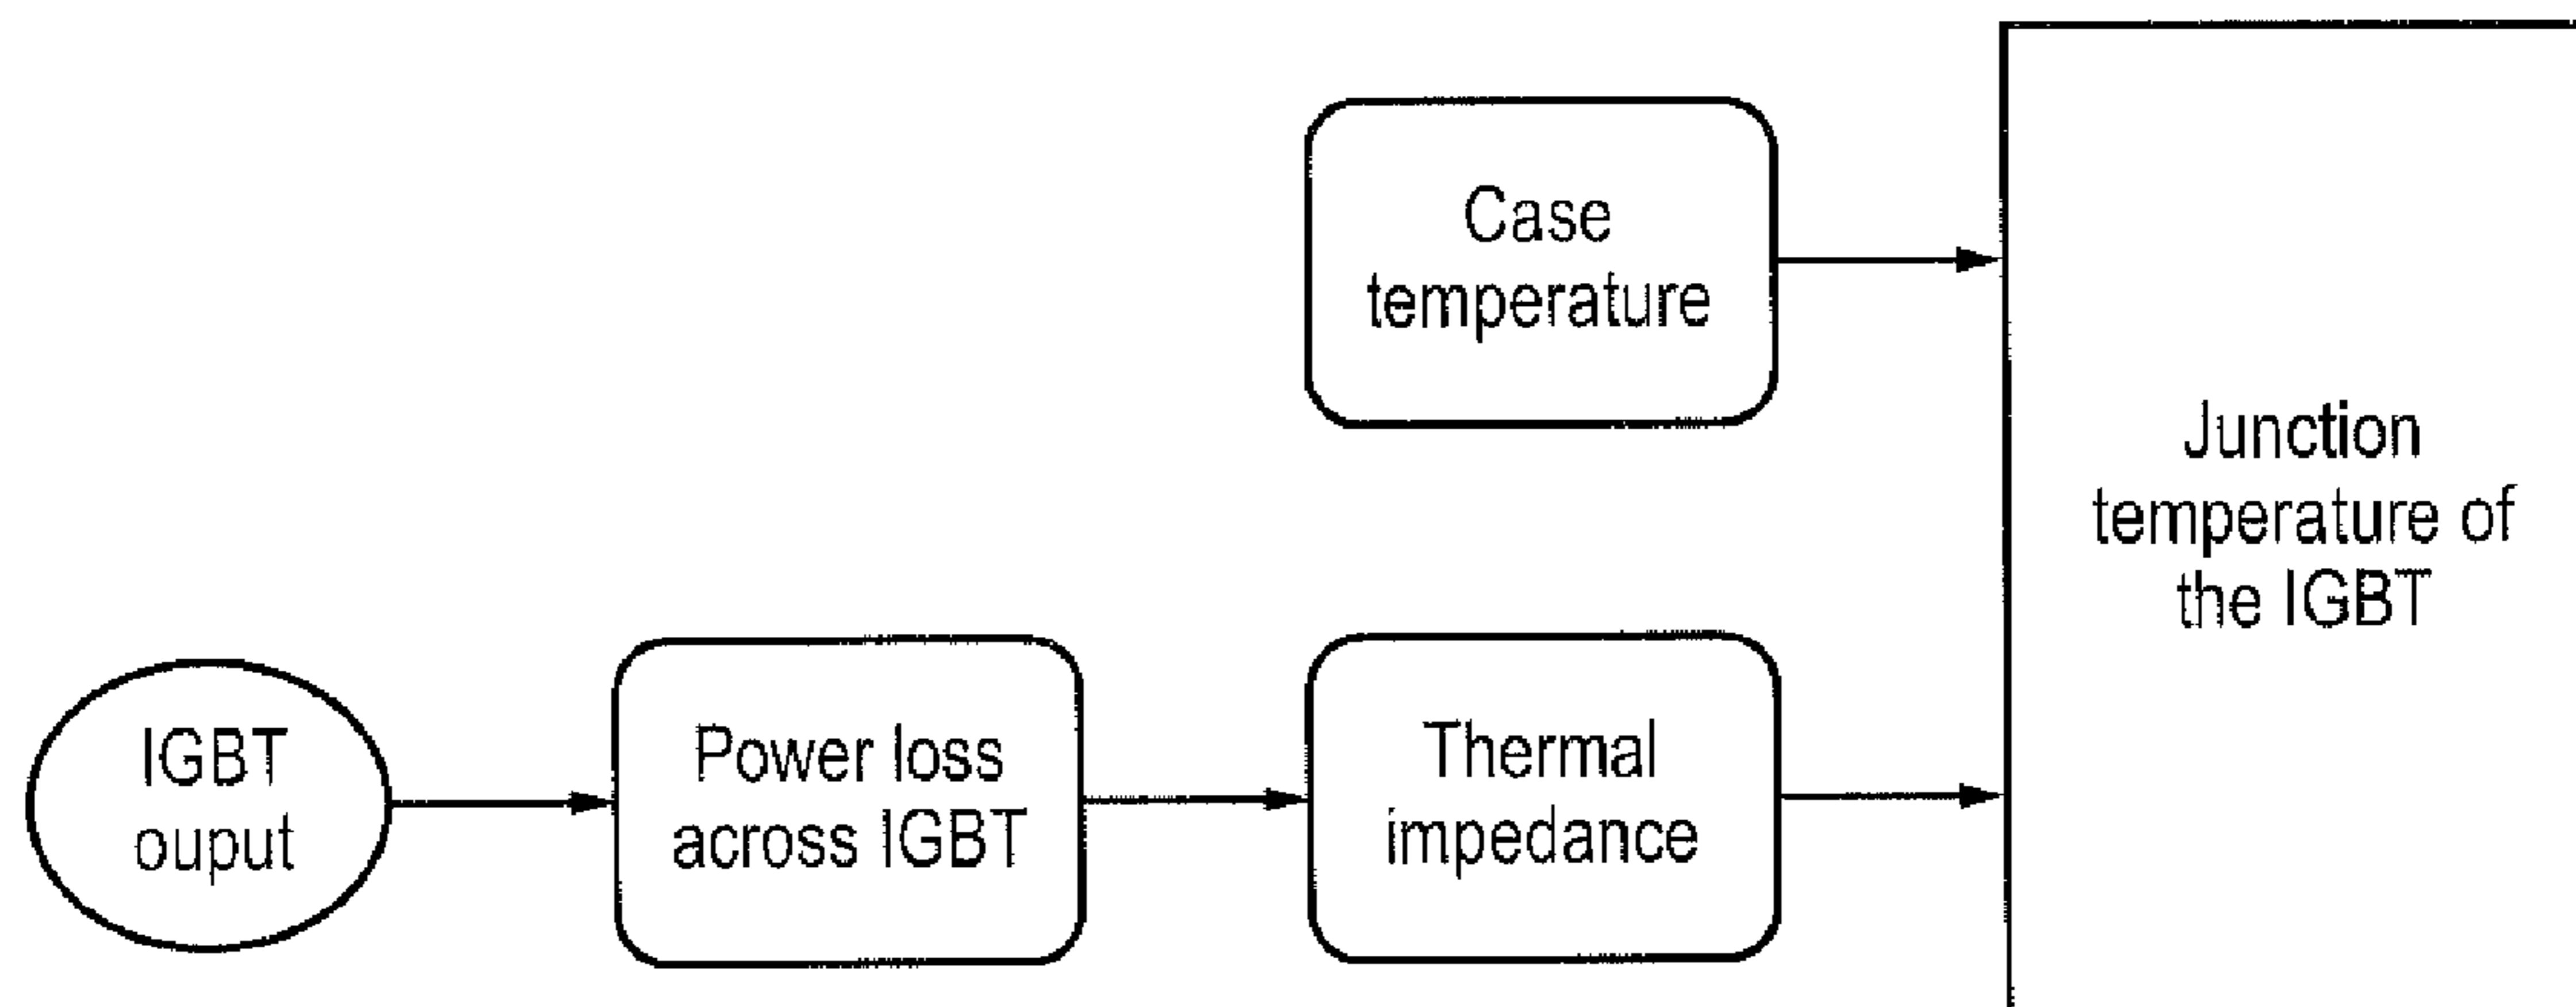 Case
temperature
Junction
temperature of
the IGBT
IGBT
ouput
Power loss
across IGBT
Thermal
impedance